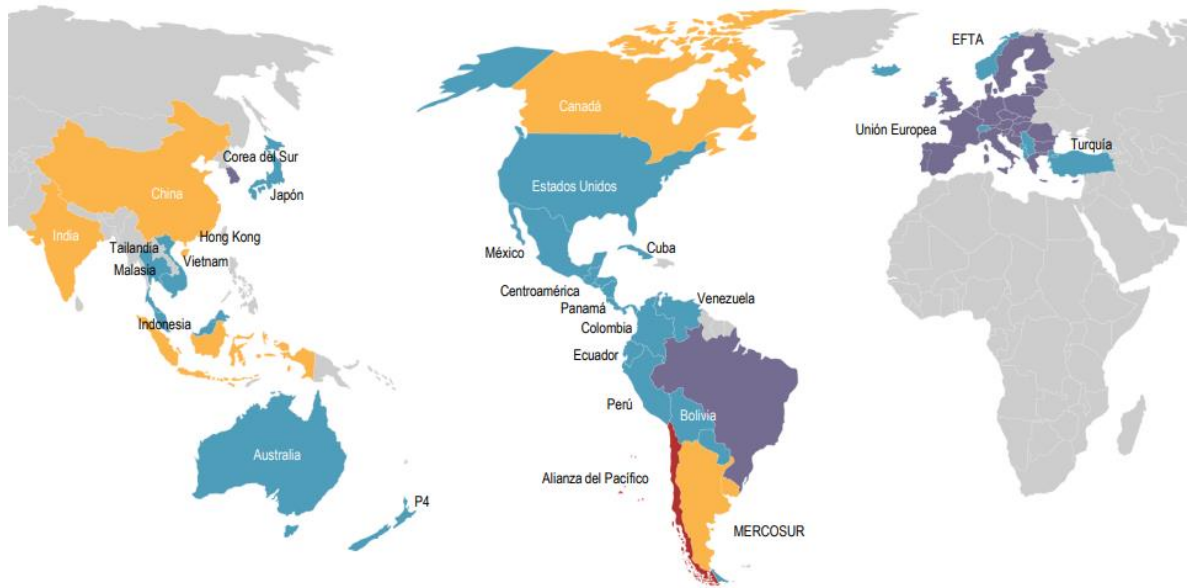 EFTA
Canadá
Unión Europea
Turquía
Corea del Sur
Estados Unidos
China
Japón
India
Hong Kong
Tailandia
Vietnam
México
Cuba
Malasia
Centroamérica
Venezuela
Panamá
Indonesia
Colombia
Ecuador
Perú
Bolivia
Australia
Alianza del Pacífico
P4
MERCOSUR